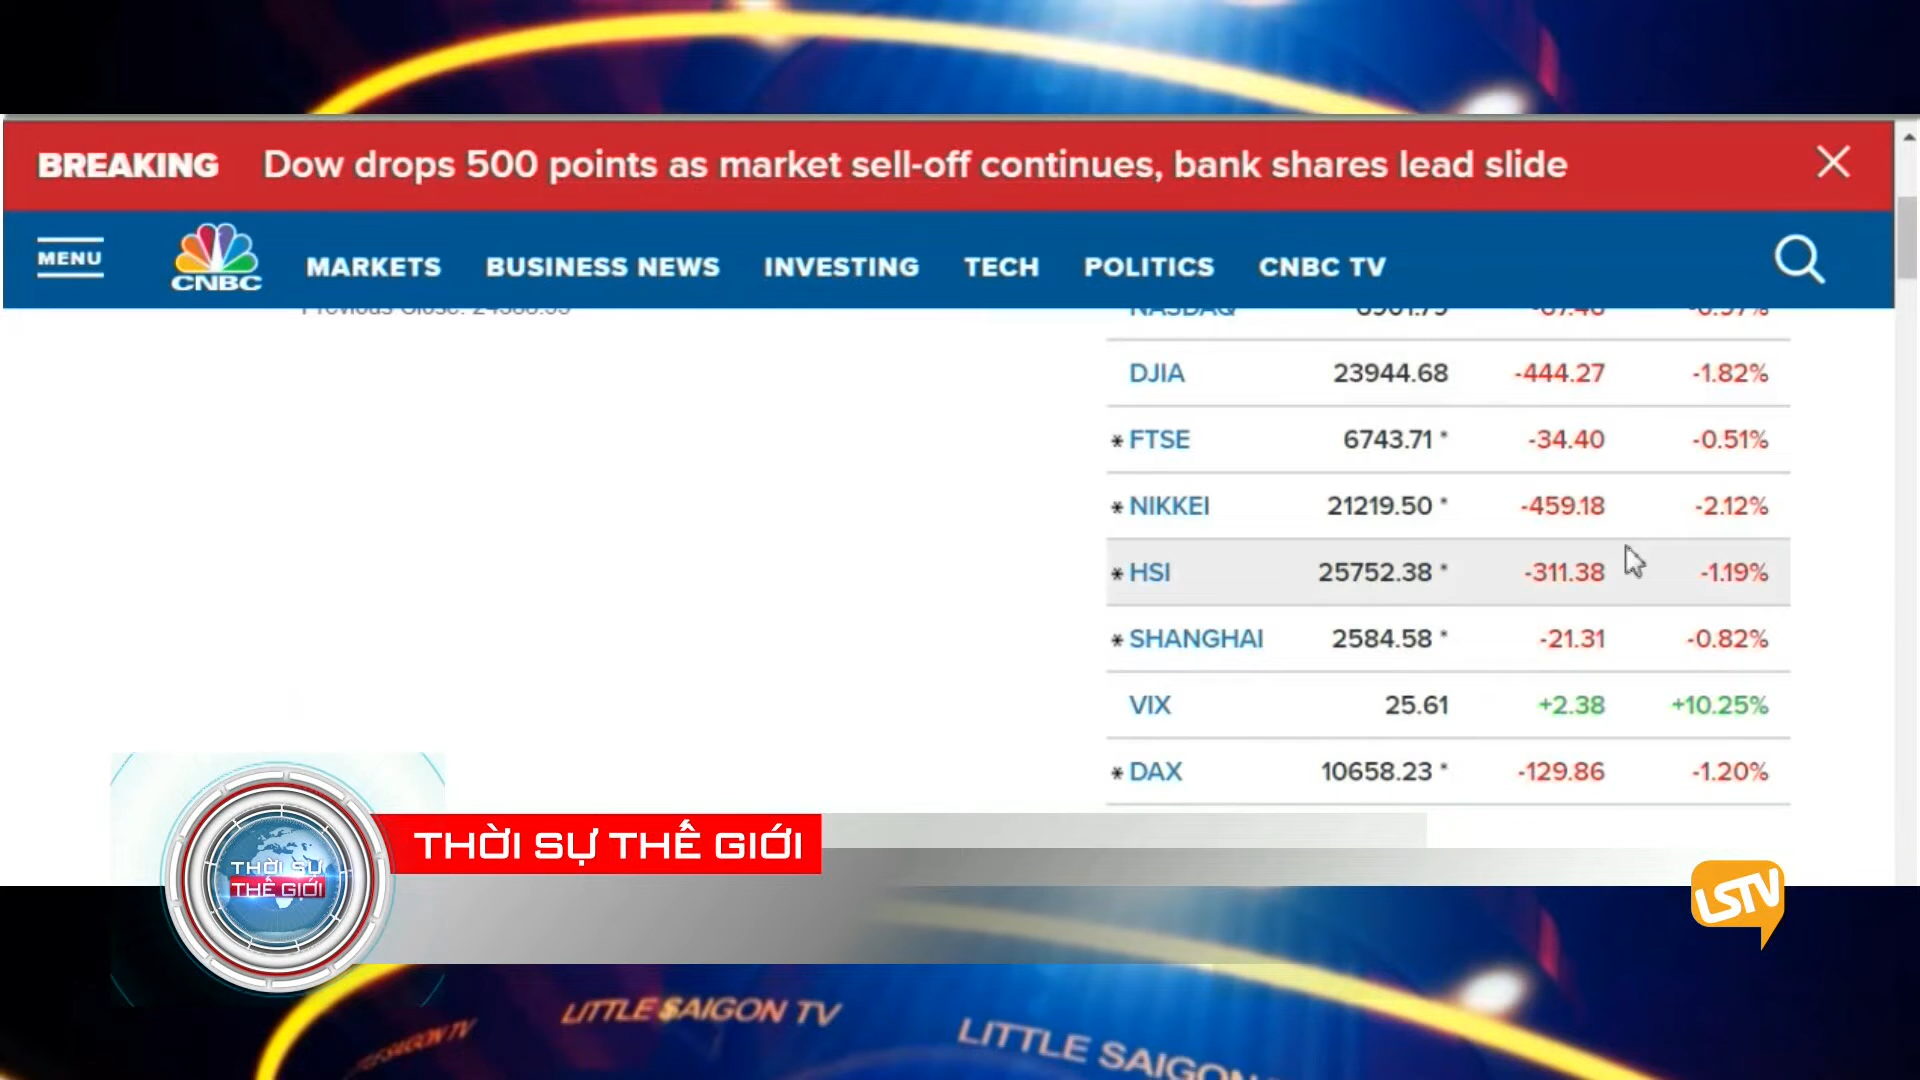 BREAKING Dow drops 500 points as market sell-off continues, bank shares lead slide
MENU CNBC MARKETS BUSINESS NEWS INVESTING TECH POLITICS CNBC TV
DJIA 23944.68 -444.27 -1.82%
* FTSE 6743.71 * -34.40 -0.51%
* NIKKEI 21219.50 * -459.18 -2.12%
* HSI 25752.38 * -311.38 -1.19%
* SHANGHAI 2584.58 * -21.31 -0.82%
VIX 25.61 +2.38 +10.25%
* DAX 10658.23 * -129.86 -1.20%
THỜI SỰ THẾ GIỚI
THỜI SỰ
THẾ GIỚI
LSTV
LITTLE SAIGON TV
LITTLE SAIGON
SAIGON TV